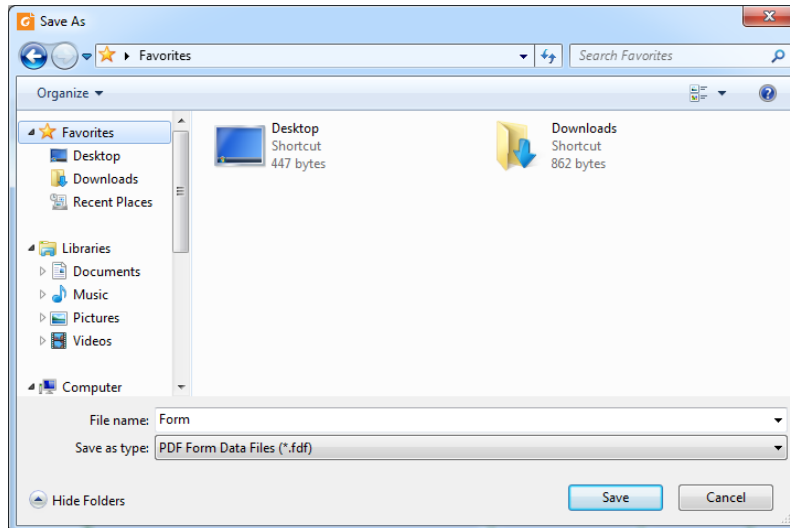 Save As
Favorites
Search Favorites
Organize
Favorites
Desktop
Downloads
Recent Places
Libraries
Documents
Music
Pictures
Videos
Computer
Desktop
Shortcut
447 bytes
Downloads
Shortcut
862 bytes
File name: Form
Save as type: PDF Form Data Files (*.fdf)
Hide Folders
Save
Cancel